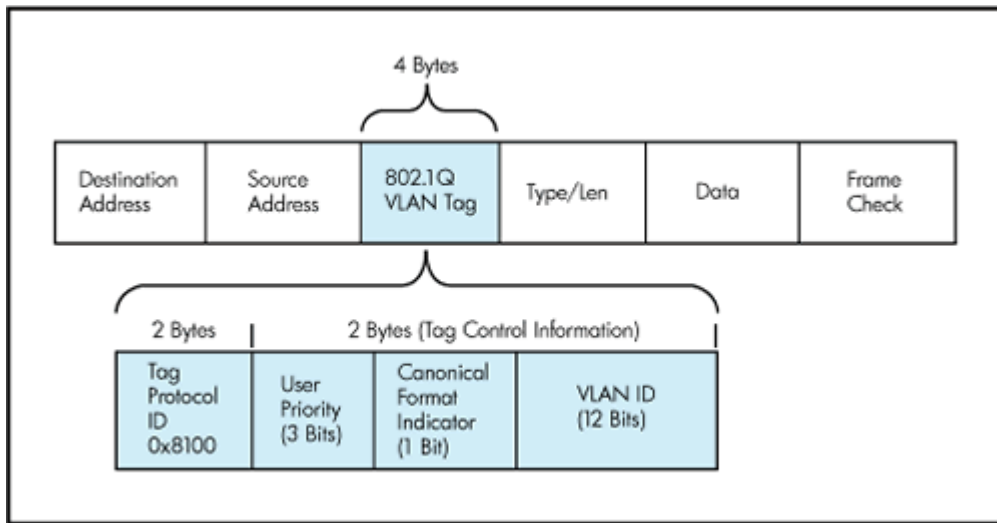 4 Bytes
Destination
Address
Source
Address
802.1Q
VLAN Tag
Type/Len
Data
Frame
Check
2 Bytes
2 Bytes (Tag Control Information)
Tag
Protocol
ID
0x8100
User
Priority
(3 Bits)
Canonical
Format
Indicator
(1 Bit)
VLAN ID
(12 Bits)